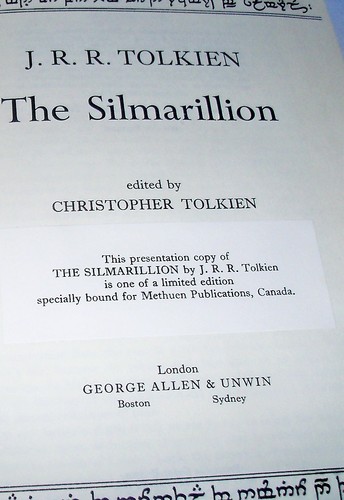 J. R. R. TOLKIEN
The Silmarillion
edited by
CHRISTOPHER TOLKIEN
This presentation copy of
THE SILMARILLION by J. R. R. Tolkien
is one of a limited edition
specially bound for Methuen Publications, Canada.
London
GEORGE ALLEN & UNWIN
Boston Sydney